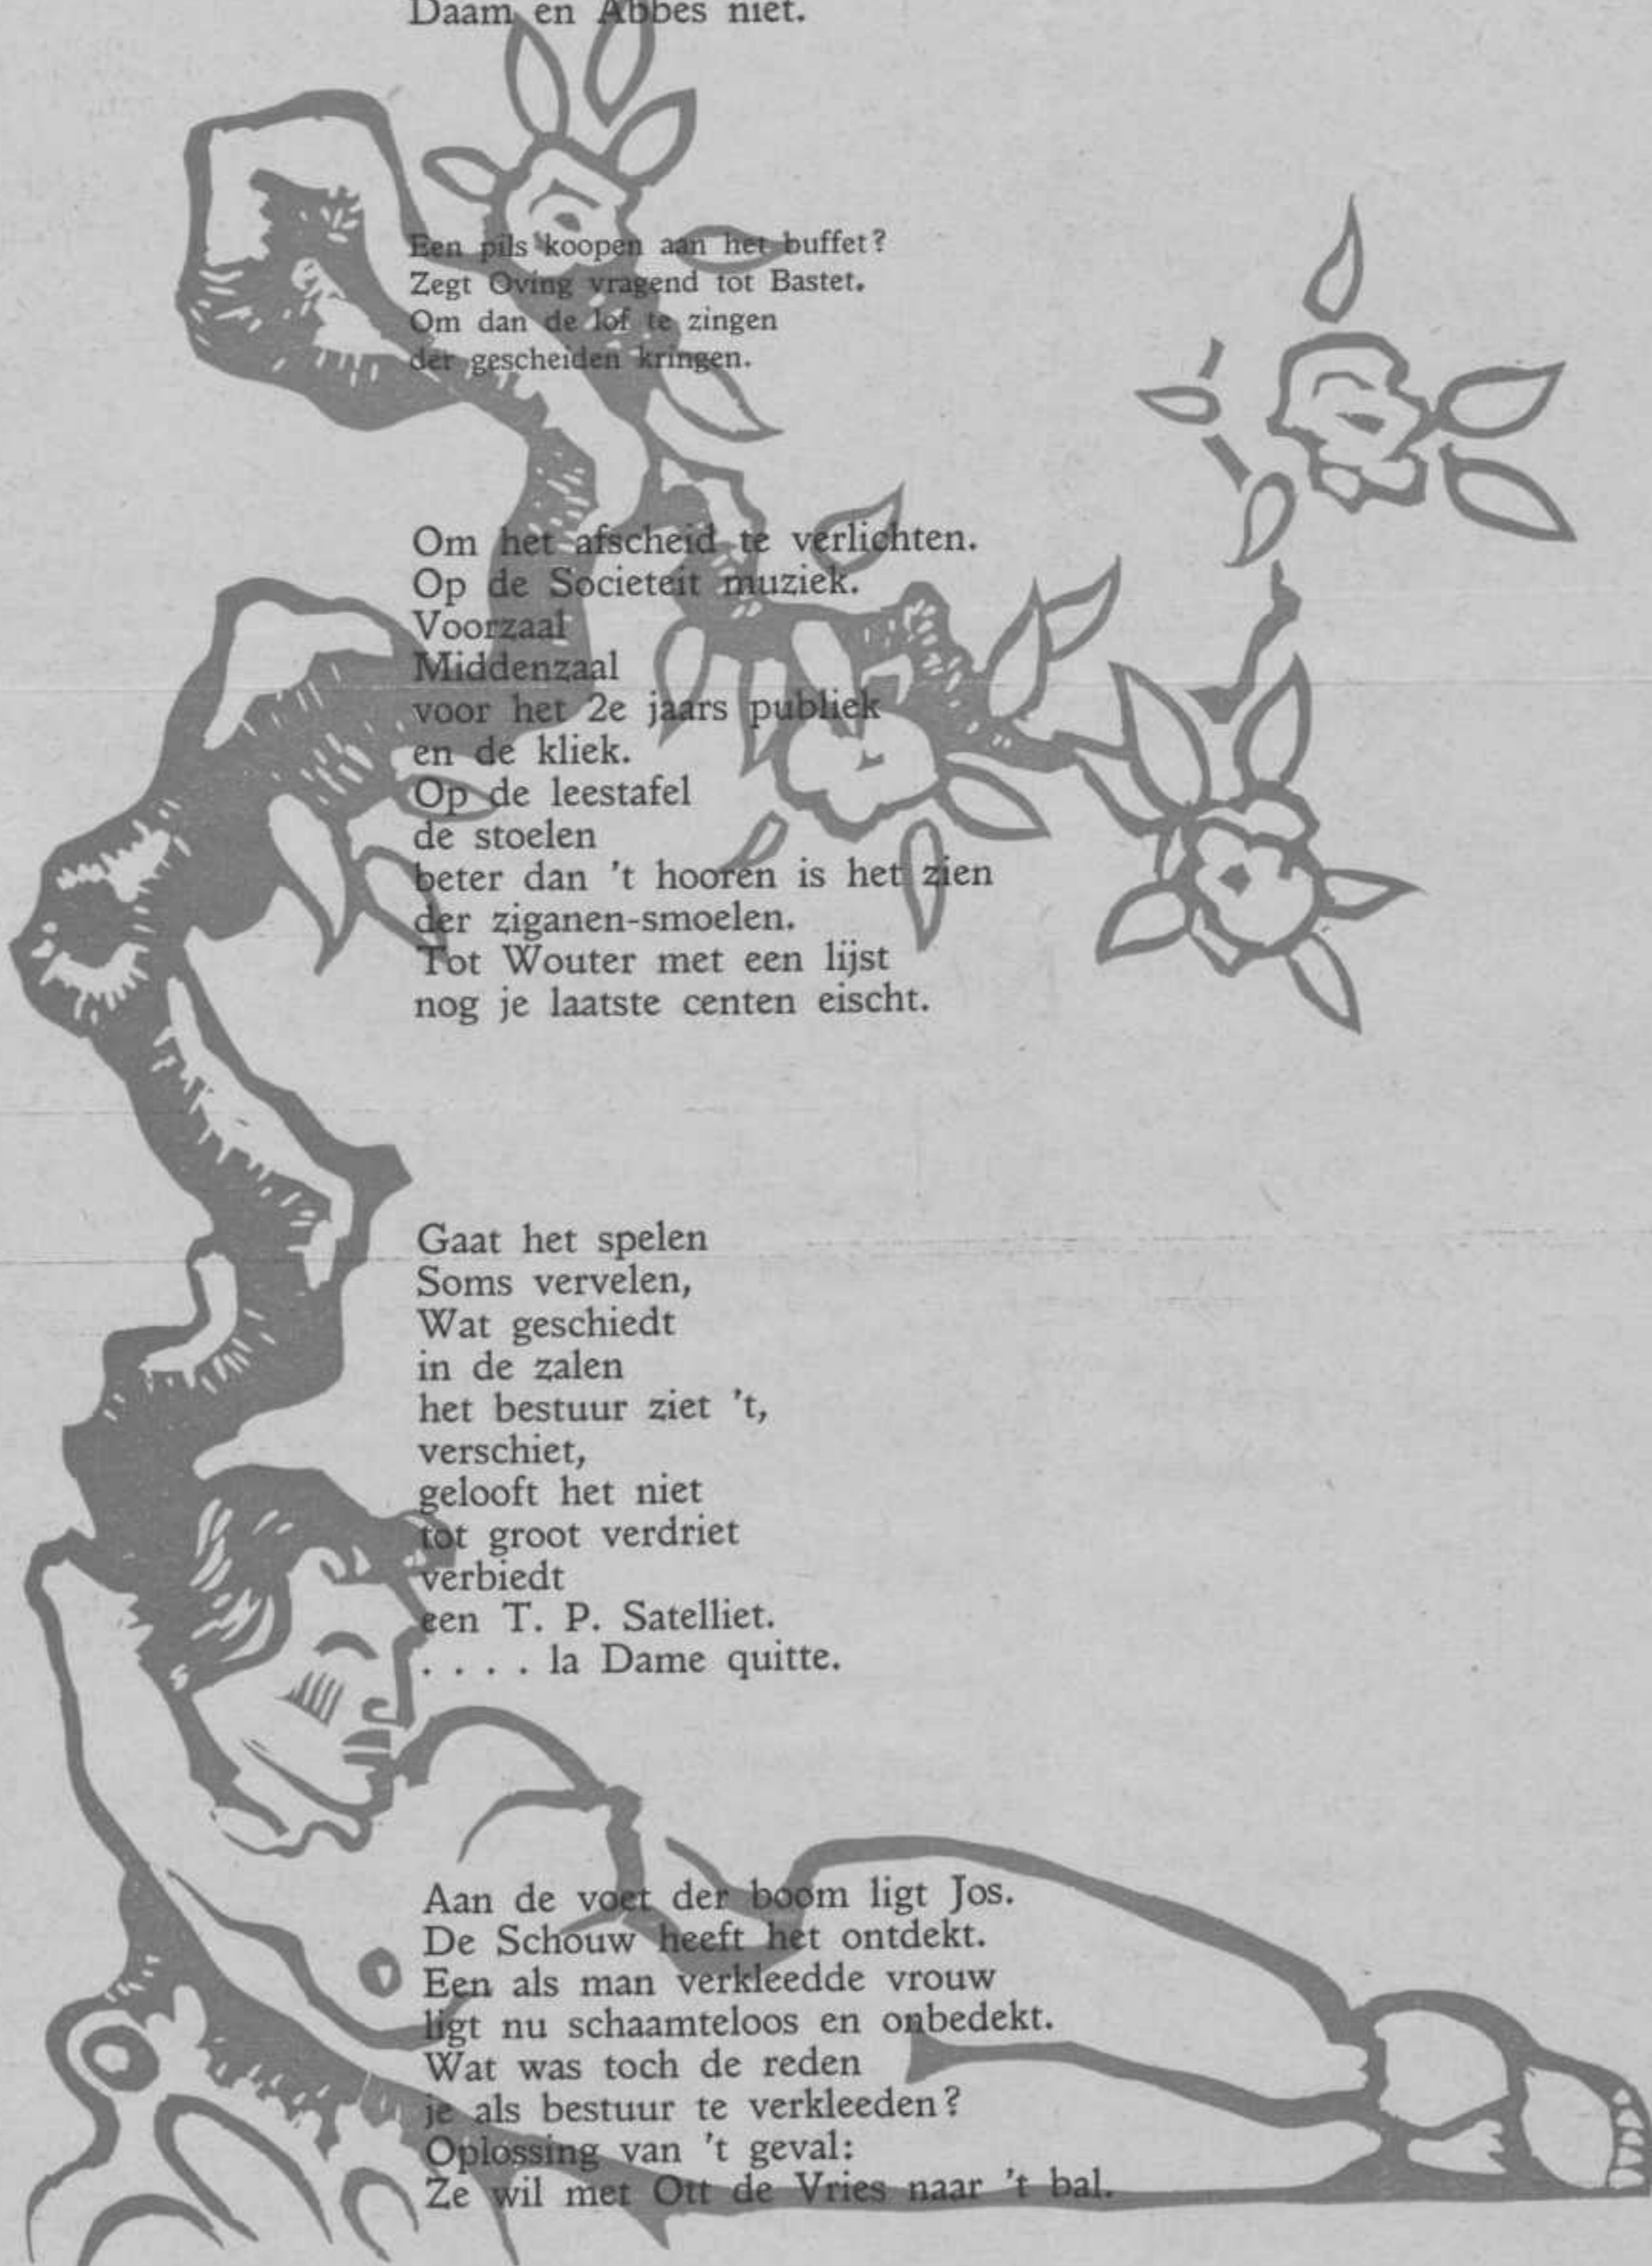 Daam en Abbes niet.
Een pils koopen aan het buffet?
Zegt Oving vragend tot Bastet.
Om dan de lof te zingen
der gescheiden kringen.
Om het afscheid te verlichten.
Op de Societeit muziek.
Voorzaal
Middenzaal
voor het 2e jaars publiek
en de kliek.
Op de leestafel
de stoelen
beter dan 't hooren is het zien
der ziganen-smoelen.
Tot Wouter met een lijst
nog je laatste centen eischt.
Gaat het spelen
Soms vervelen,
Wat geschiedt
in de zalen
het bestuur ziet 't,
verschiet,
gelooft het niet
tot groot verdriet
verbiedt
een T. P. Satelliet.
. . . . la Dame quitte.
Aan de voet der boom ligt Jos.
De Schouw heeft het ontdekt.
Een als man verkleedde vrouw
ligt nu schaamteloos en onbedekt.
Wat was toch de reden
je als bestuur te verkleeden?
Oplossing van 't geval:
Ze wil met Ott de Vries naar 't bal.